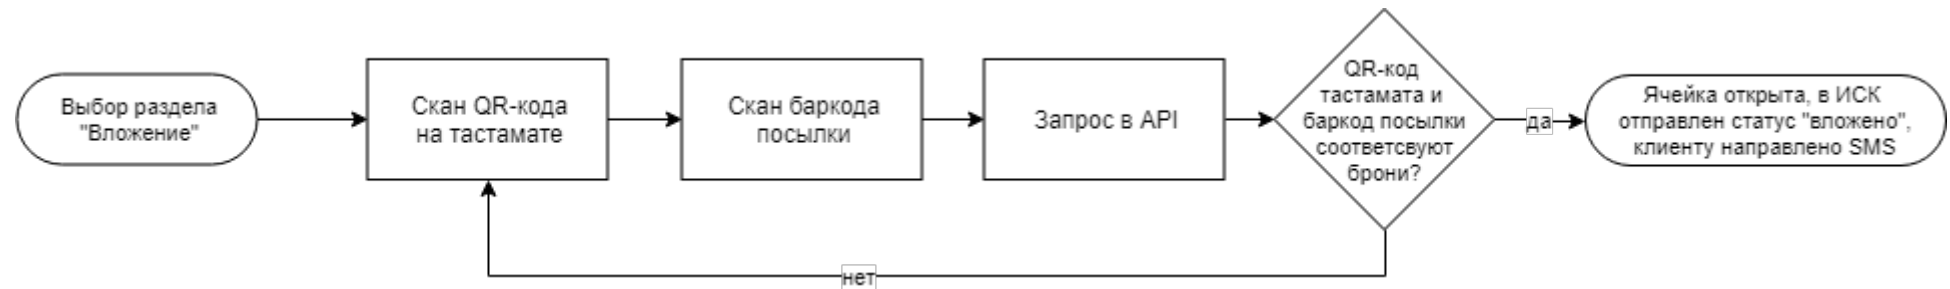 Выбор раздела
"Вложение"
Скан QR-кода
на тастамате
Скан баркода
посылки
Запрос в API
QR-код
тастамата и
баркод посылки
соответсвуют
брони?
да
Ячейка открыта, в ИСК
отправлен статус "вложено",
клиенту направлено SMS
нет